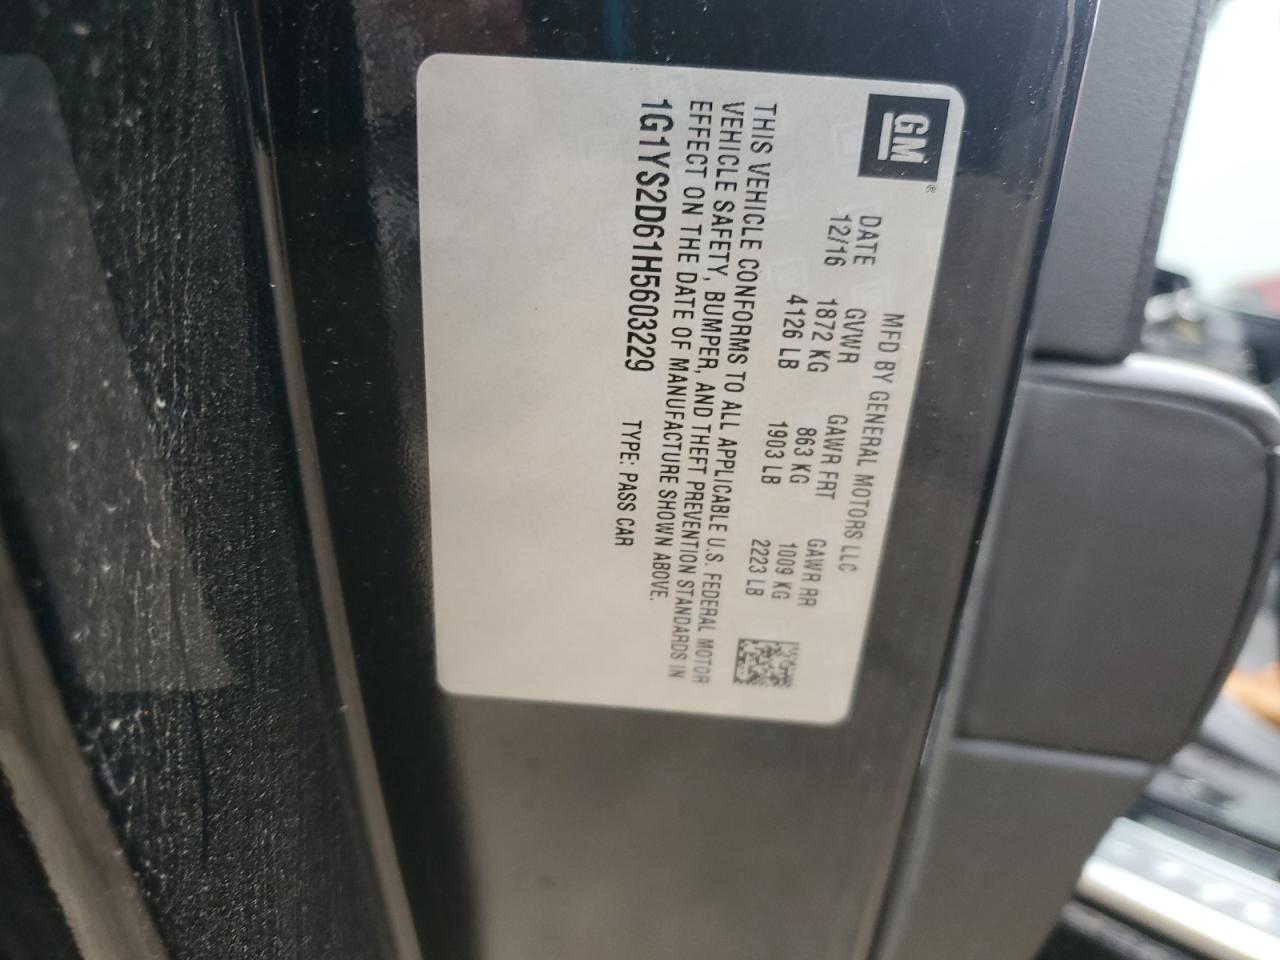 GM®
MFD BY GENERAL MOTORS LLC
DATE GVWR GAWR FRT GAWR RR
12/16 1872 KG 863 KG 1009 KG
4126 LB 1903 LB 2223 LB
THIS VEHICLE CONFORMS TO ALL APPLICABLE U.S. FEDERAL MOTOR
VEHICLE SAFETY, BUMPER, AND THEFT PREVENTION STANDARDS IN
EFFECT ON THE DATE OF MANUFACTURE SHOWN ABOVE.
1G1YS2D61H5603229 TYPE: PASS CAR